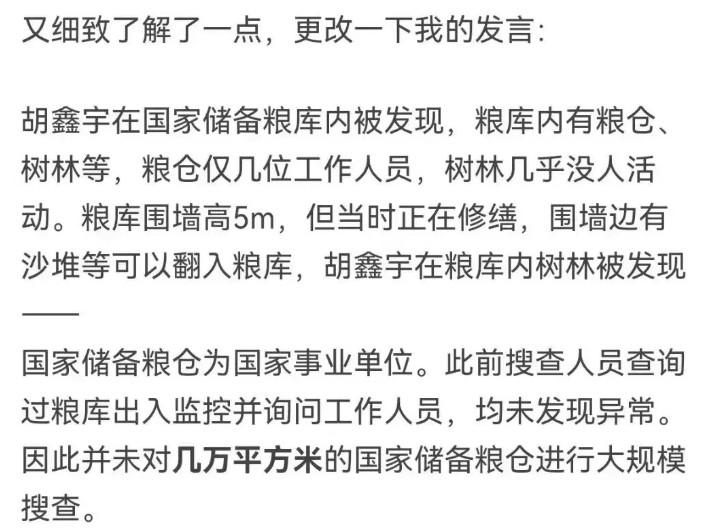 又细致了解了一点，更改一下我的发言：
胡鑫宇在国家储备粮库内被发现，粮库内有粮仓、
树林等，粮仓仅几位工作人员，树林几乎没人活
动。粮库围墙高5m，但当时正在修缮，围墙边有
沙堆等可以翻入粮库，胡鑫宇在粮库内树林被发现
——
国家储备粮仓为国家事业单位。此前搜查人员查询
过粮库出入监控并询问工作人员，均未发现异常。
因此并未对几万平方米的国家储备粮仓进行大规模
搜查。